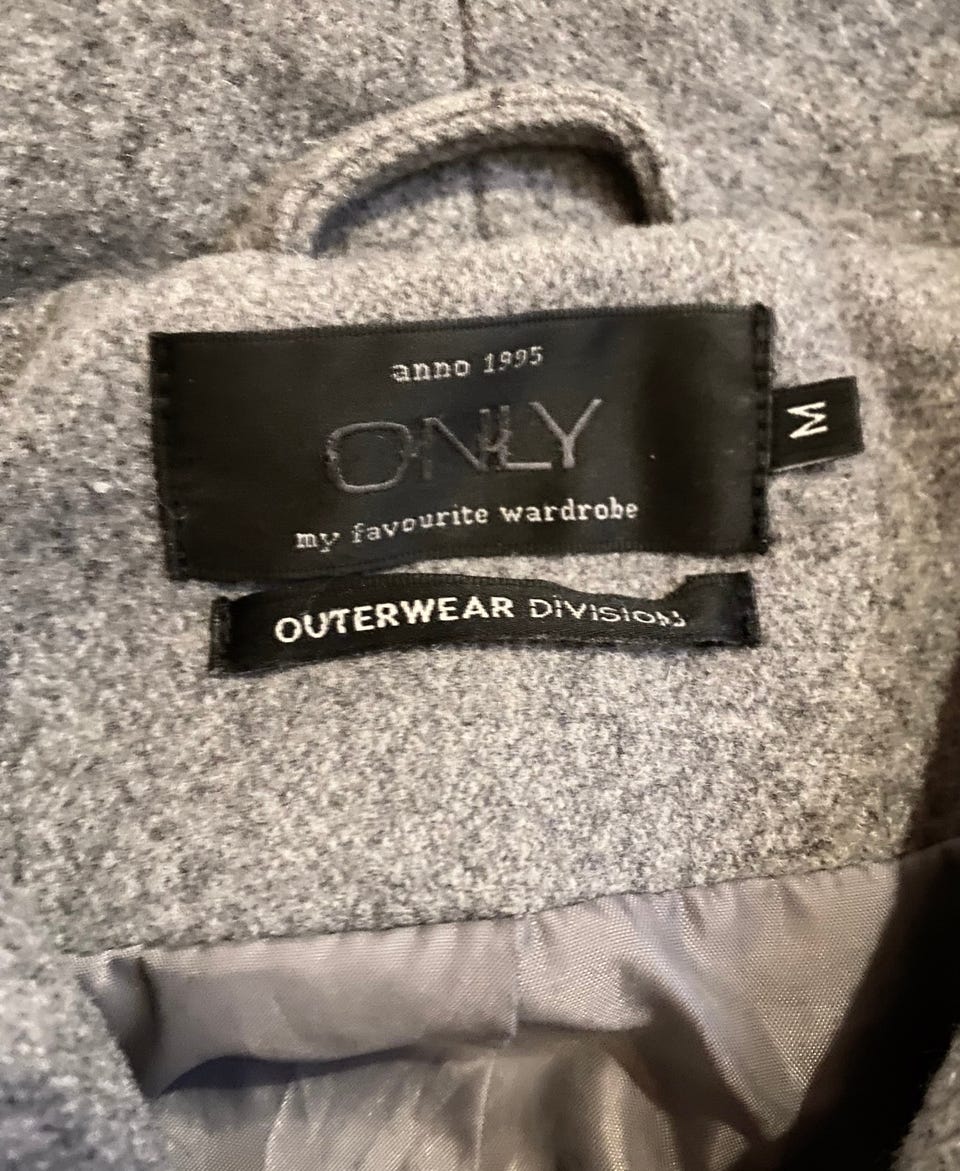 anno 1995
ONLY
my favourite wardrobe
M
OUTERWEAR DIVISION